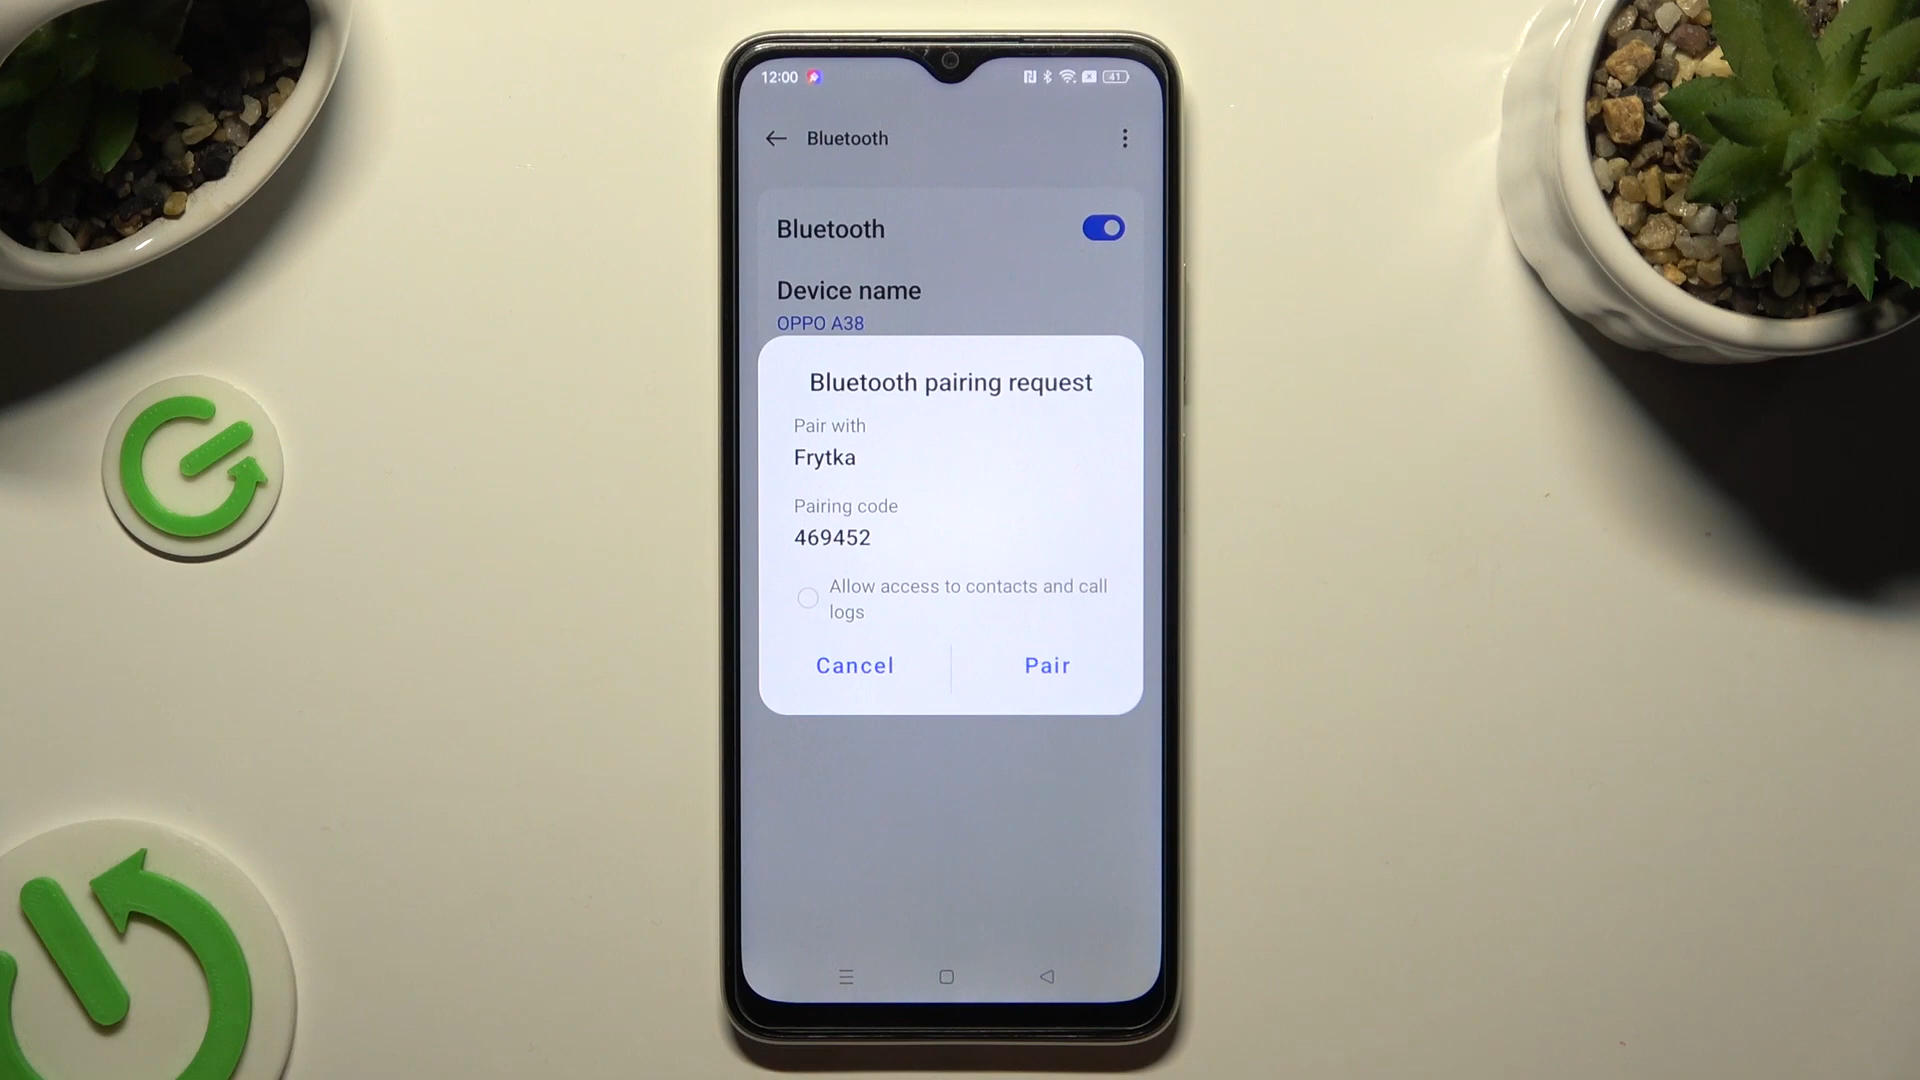 12:00
41
Bluetooth
Bluetooth
Device name
OPPO A38
Bluetooth pairing request
Pair with
Frytka
Pairing code
469452
Allow access to contacts and call
logs
Cancel
Pair